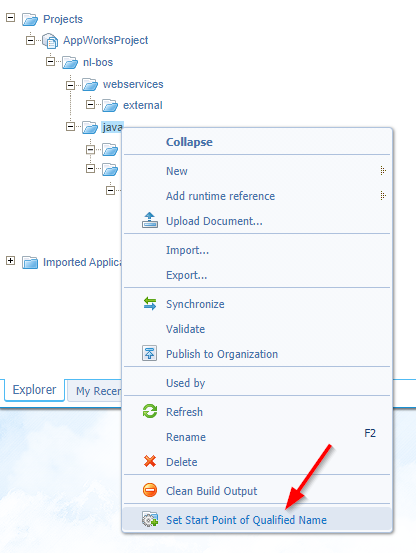 Projects
AppWorksProject
nl-bos
webservices
external
java
Collapse
New
Add runtime reference
Upload Document...
Imported Applica
Import...
Export...
Synchronize
Validate
Publish to Organization
Used by
Explorer
My Recen
Refresh
Rename F2
Delete
Clean Build Output
Set Start Point of Qualified Name